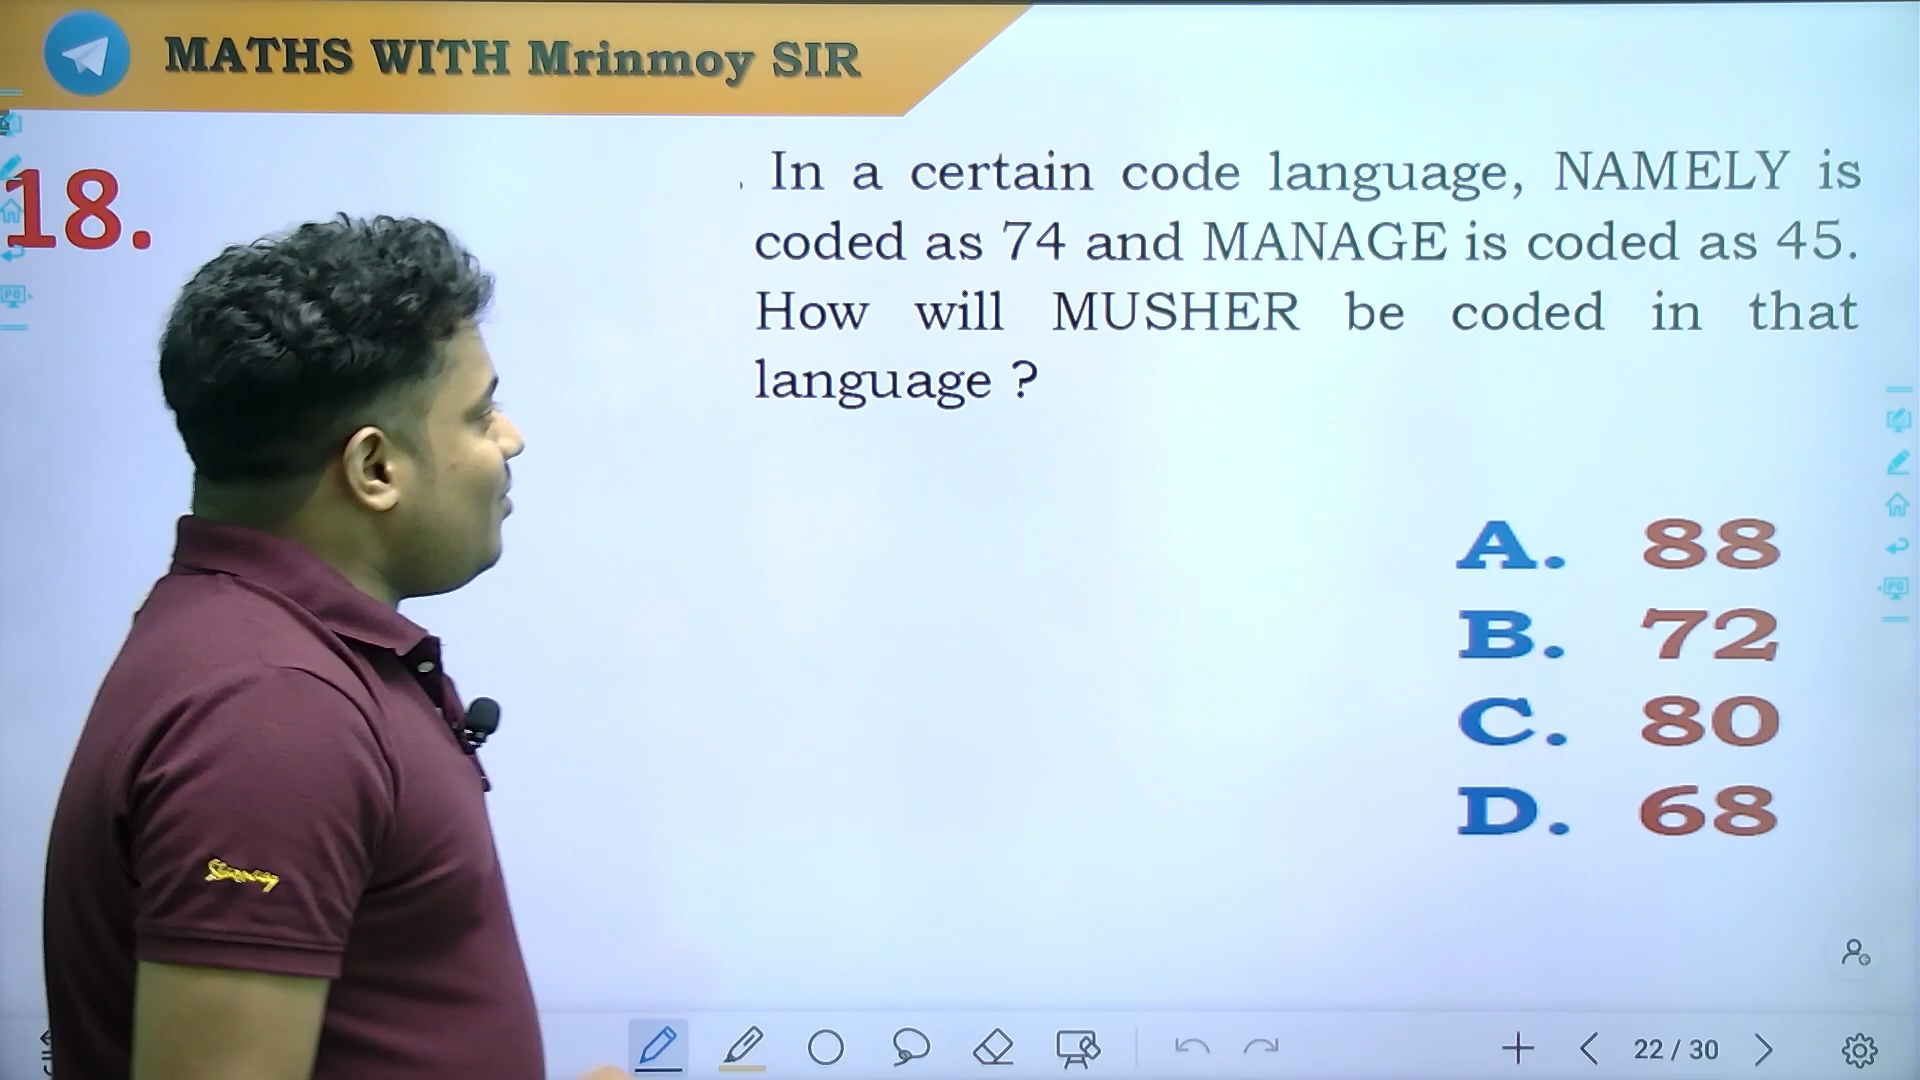 MATHS WITH Mrinmoy SIR
18.
In a certain code language, NAMELY is
coded as 74 and MANAGE is coded as 45.
How will MUSHER be coded in that
language ?
A. 88
B. 72
C. 80
D. 68
22 / 30